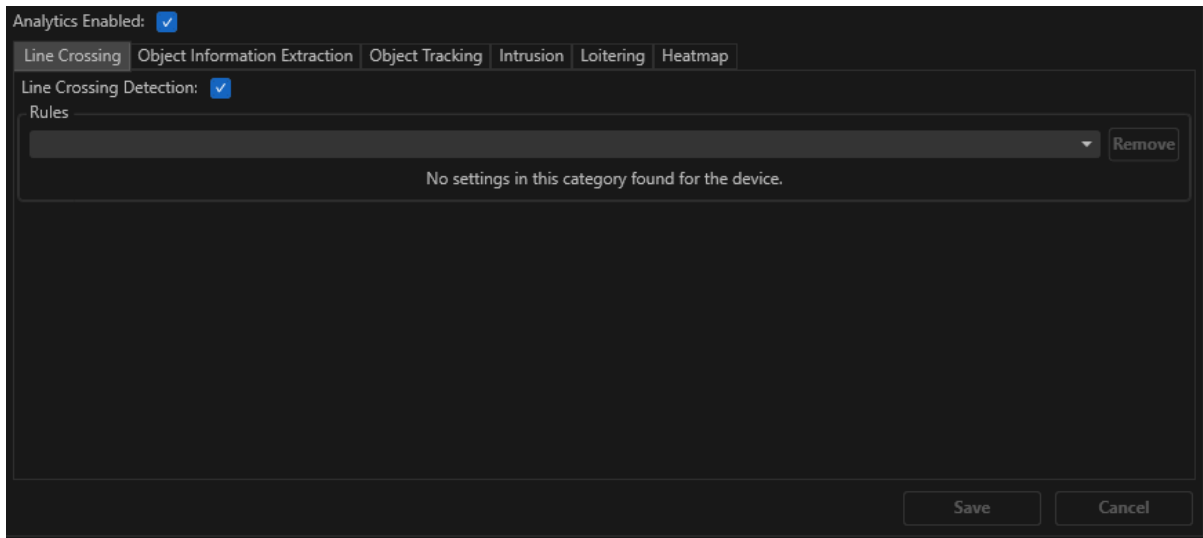 Analytics Enabled:
Line Crossing Object Information Extraction Object Tracking Intrusion Loitering Heatmap
Line Crossing Detection:
Rules
Remove
No settings in this category found for the device.
Save Cancel